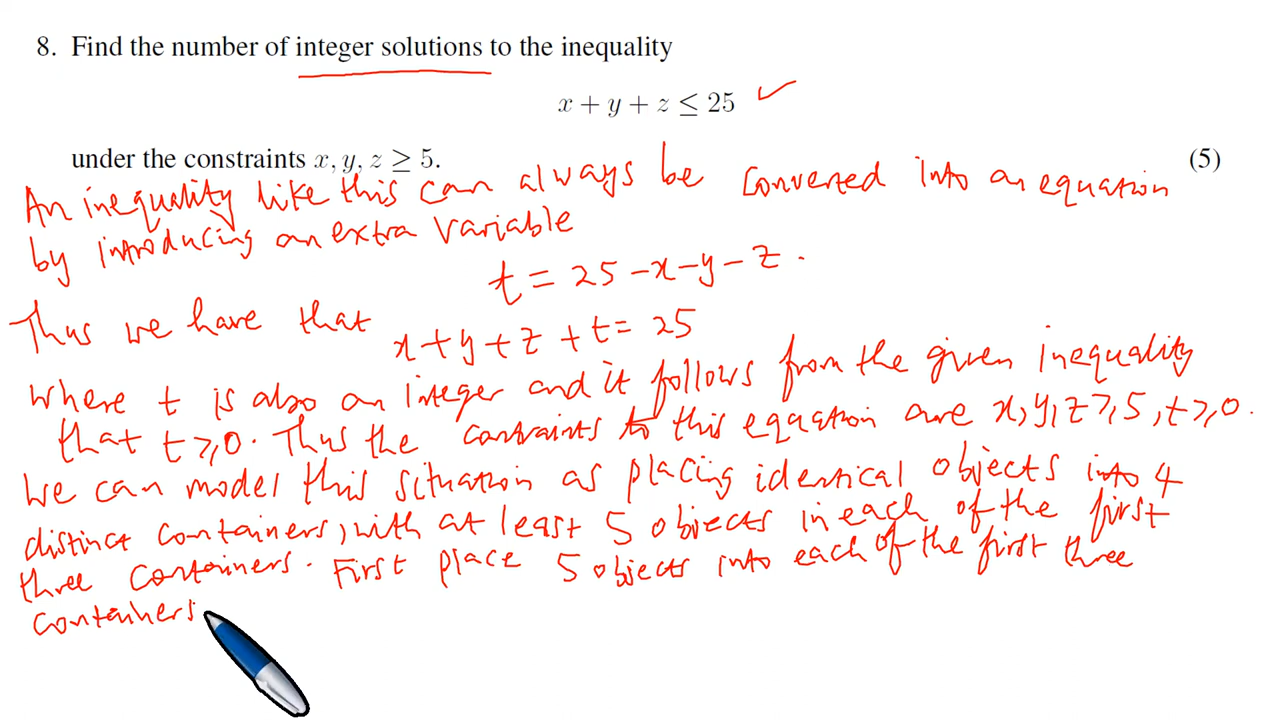 8. Find the number of integer solutions to the inequality
x + y + z ≤ 25
under the constraints x, y, z ≥ 5. (5)
An inequality like this can always be converted into an equation
by introducing an extra variable
t = 25 - x - y - z .
Thus we have that
x + y + z + t = 25
where t is also an integer and it follows from the given inequality
that t ≥ 0. Thus the contraints to this equation are x, y, z ≥ 5, t ≥ 0.
We can model this situation as placing identical objects into 4
distinct containers, with at least 5 objects in each of the first
three containers. First place 5 objects into each of the first three
containers